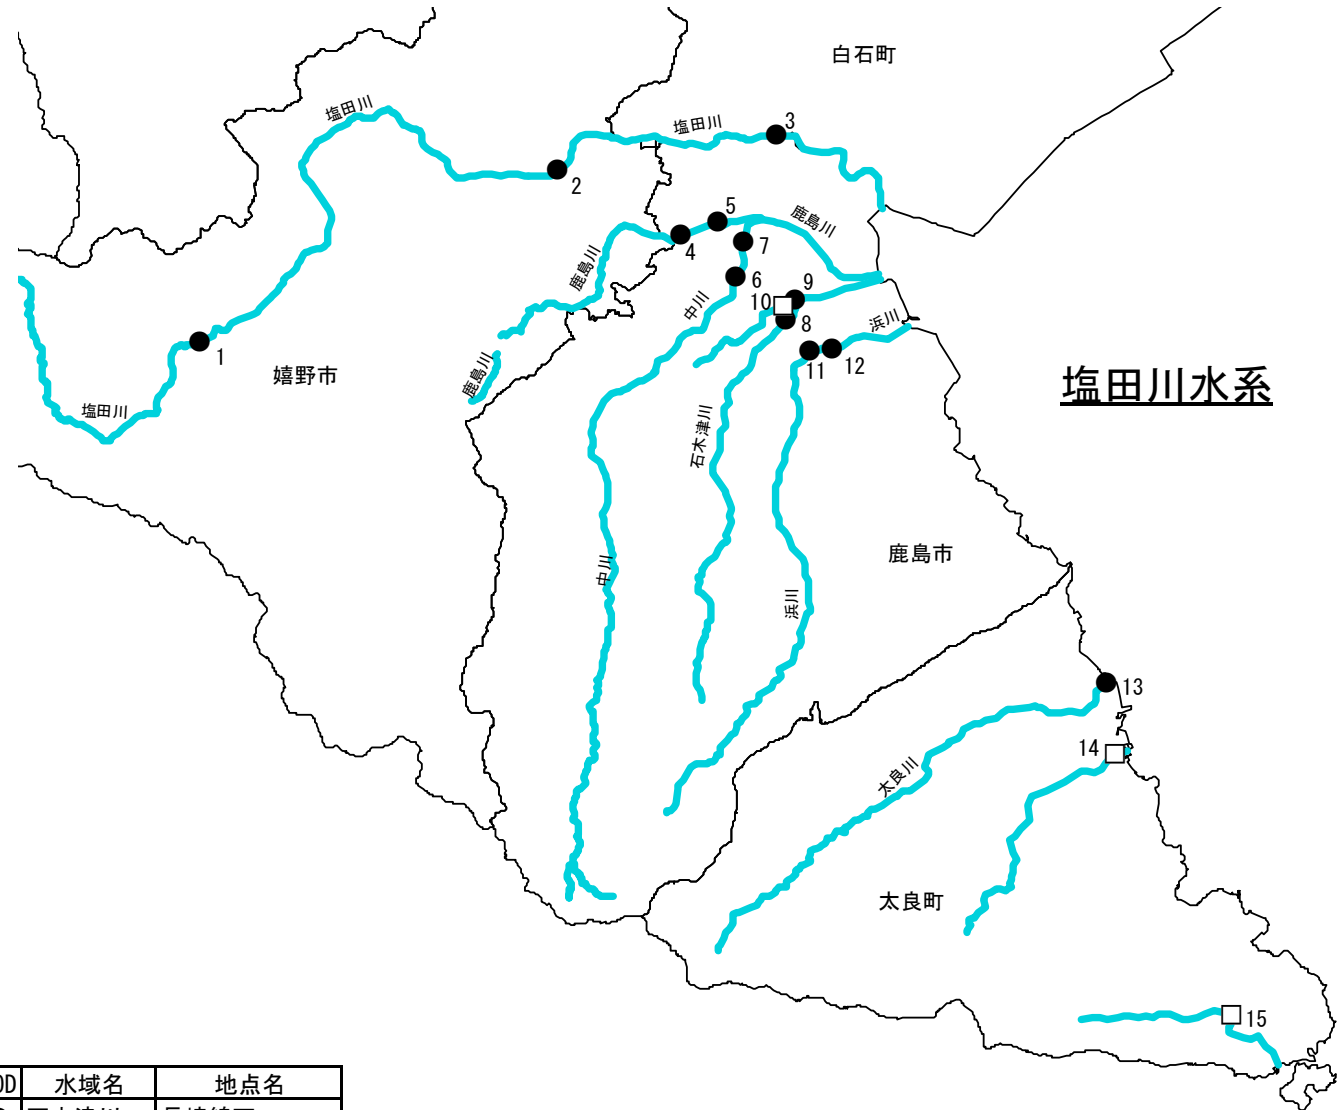 白石町
塩田川
塩田川
3
2
5
鹿島川
4
7
鹿島川
6
9
中川
10
8
浜川
1
11
12
嬉野市
鹿島川
塩田川水系
塩田川
石木津川
鹿島市
中川
浜川
13
14
太良川
太良町
15
水域名
地点名